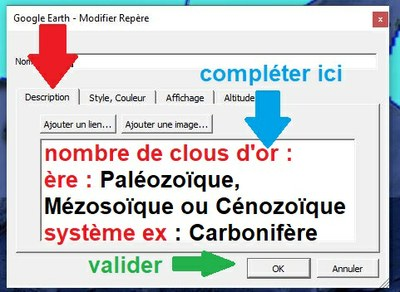 Google Earth - Modifier Repère
x
Nom
compléter ici
Description
Style, Couleur
Affichage
Altitude
Ajouter un lien...
Ajouter une image...
nombre de clous d'or :
ère : Paléozoïque,
Mézosoïque ou Cénozoïque
système ex : Carbonifère
valider
OK
Annuler